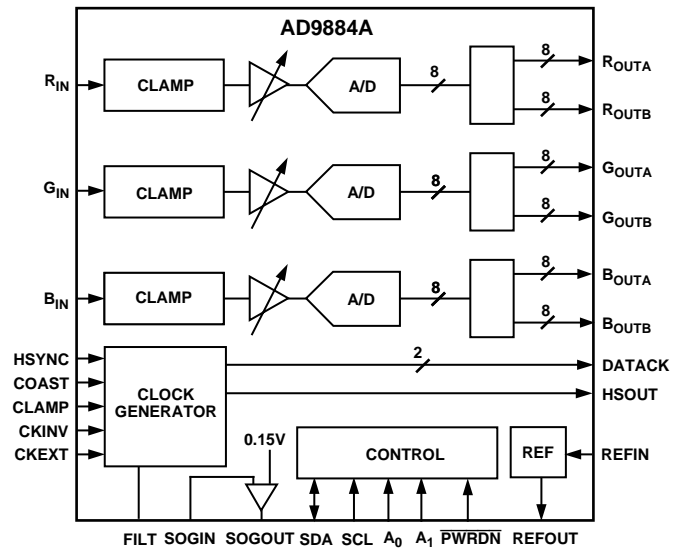 AD9884A
R_IN CLAMP A/D 8 8 R_OUTA
8 R_OUTB
G_IN CLAMP A/D 8 8 G_OUTA
8 G_OUTB
B_IN CLAMP A/D 8 8 B_OUTA
8 B_OUTB
HSYNC
COAST
CLAMP
CKINV
CKEXT
CLOCK
GENERATOR
2 DATACK
HSOUT
0.15V
CONTROL
REF
REFIN
FILT SOGIN SOGOUT SDA SCL A_0 A_1 PWRDN REFOUT